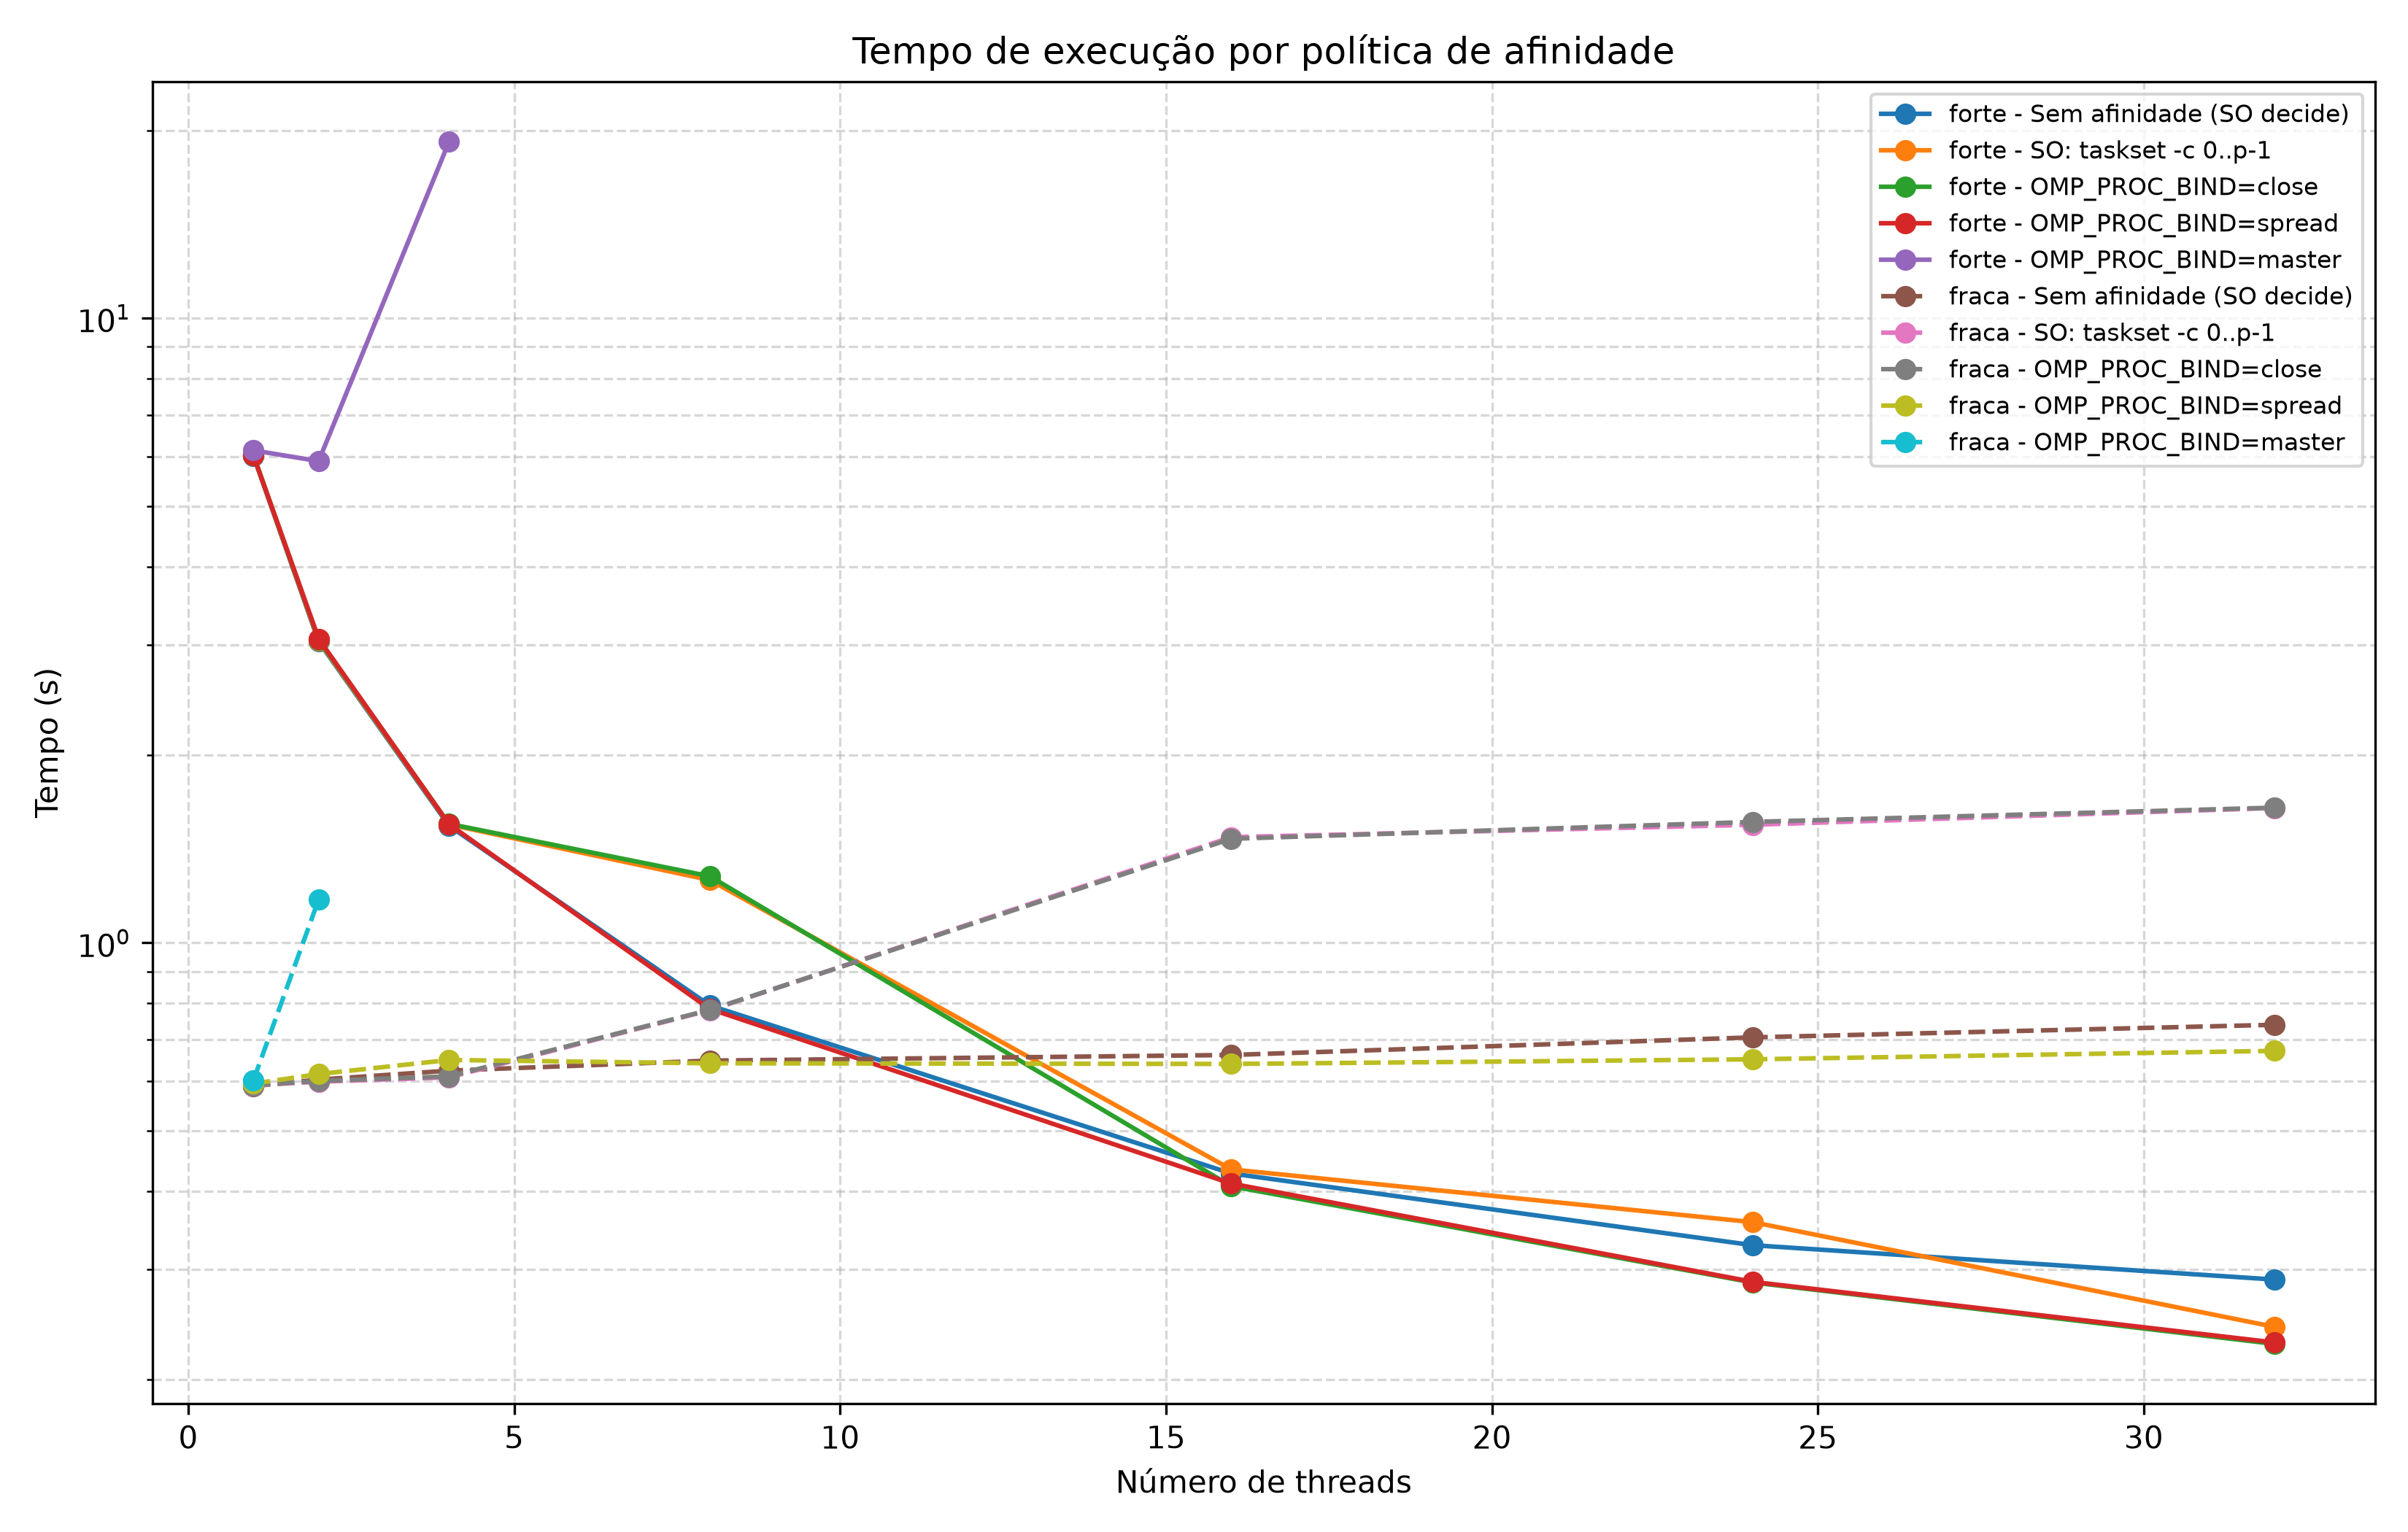 Tempo de execução por política de afinidade
forte - Sem afinidade (SO decide)
forte - SO: taskset -c 0..p-1
forte - OMP_PROC_BIND=close
forte - OMP_PROC_BIND=spread
forte - OMP_PROC_BIND=master
fraca - Sem afinidade (SO decide)
fraca - SO: taskset -c 0..p-1
fraca - OMP_PROC_BIND=close
fraca - OMP_PROC_BIND=spread
fraca - OMP_PROC_BIND=master
10¹
10⁰
Tempo (s)
0 5 10 15 20 25 30
Número de threads